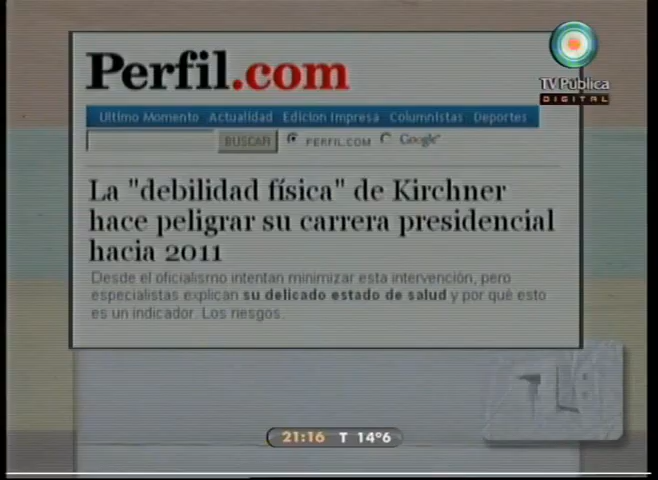 Perfil.com
TV Pública
DIGITAL
Ultimo Momento Actualidad Edicion Impresa Columnistas Deportes
BUSCAR PERFIL.COM Google
La "debilidad física" de Kirchner
hace peligrar su carrera presidencial
hacia 2011
Desde el oficialismo intentan minimizar esta intervención, pero
especialistas explican su delicado estado de salud y por qué esto
es un indicador. Los riesgos.
21:16 T 14°6